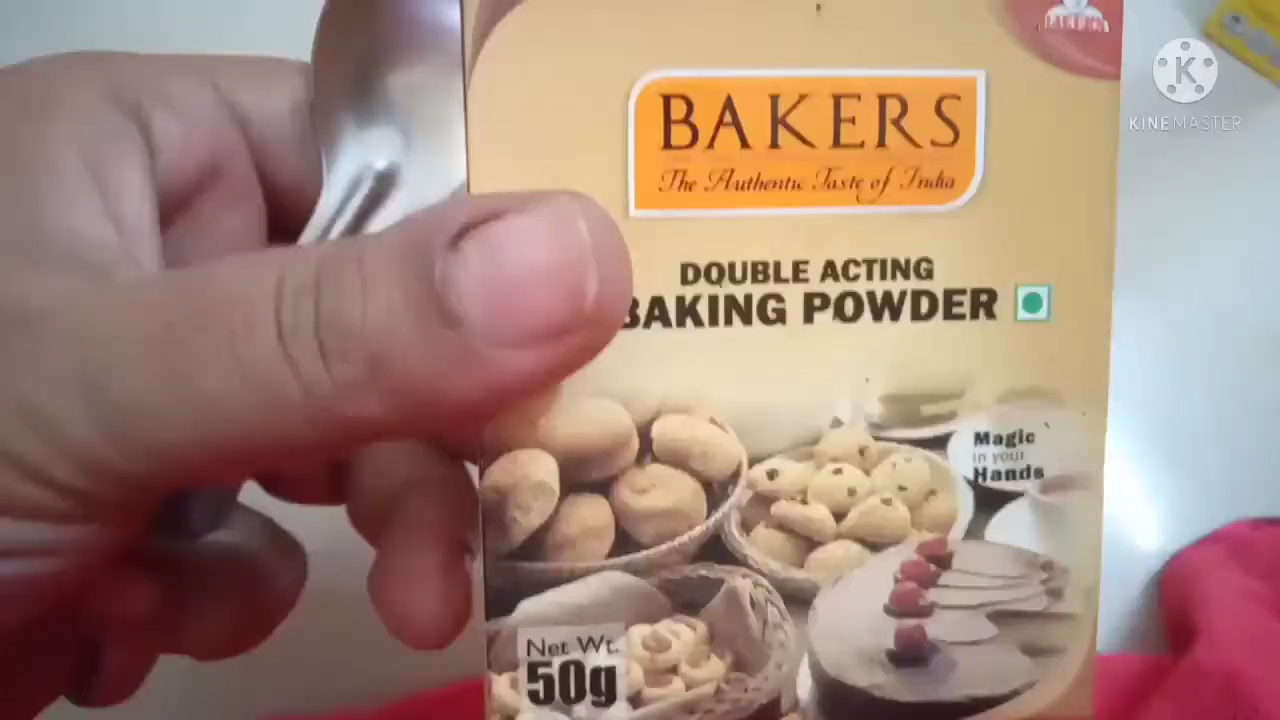 K
KINEMASTER
BAKERS
The Authentic Taste of India
DOUBLE ACTING
BAKING POWDER
Magic
in your
Hands
Net Wt.
50g